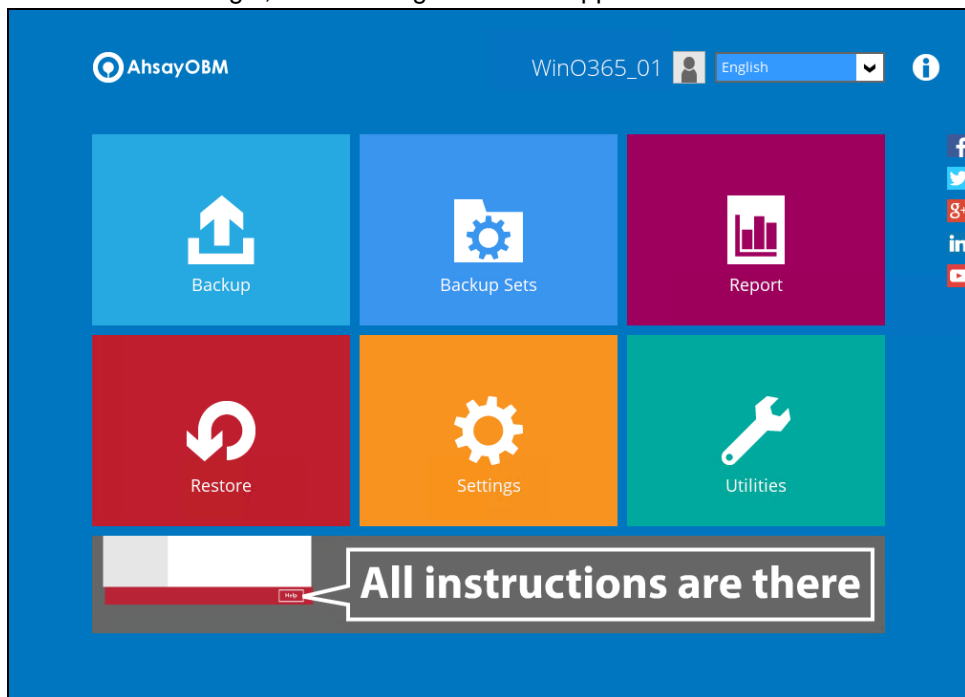 AhsayOBM
WinO365_01
English
Backup
Backup Sets
Report
Restore
Settings
Utilities
Help
All instructions are there